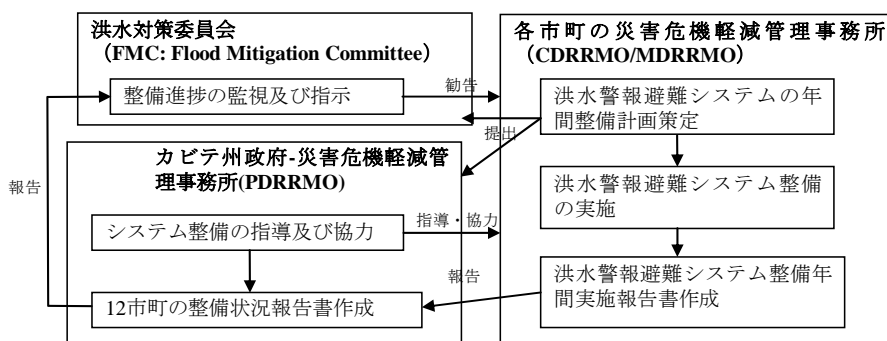 洪水対策委員会
（FMC: Flood Mitigation Committee）
整備進捗の監視及び指示
勧告
各市町の災害危機軽減管理事務所
（CDRRMO/MDRRMO）
洪水警報避難システムの年
間整備計画策定
提出
カビテ州政府-災害危機軽減管
理事務所(PDRRMO)
報告
システム整備の指導及び協力
指導・協力
洪水警報避難システム整備
の実施
報告
12市町の整備状況報告書作成
洪水警報避難システム整備年
間実施報告書作成